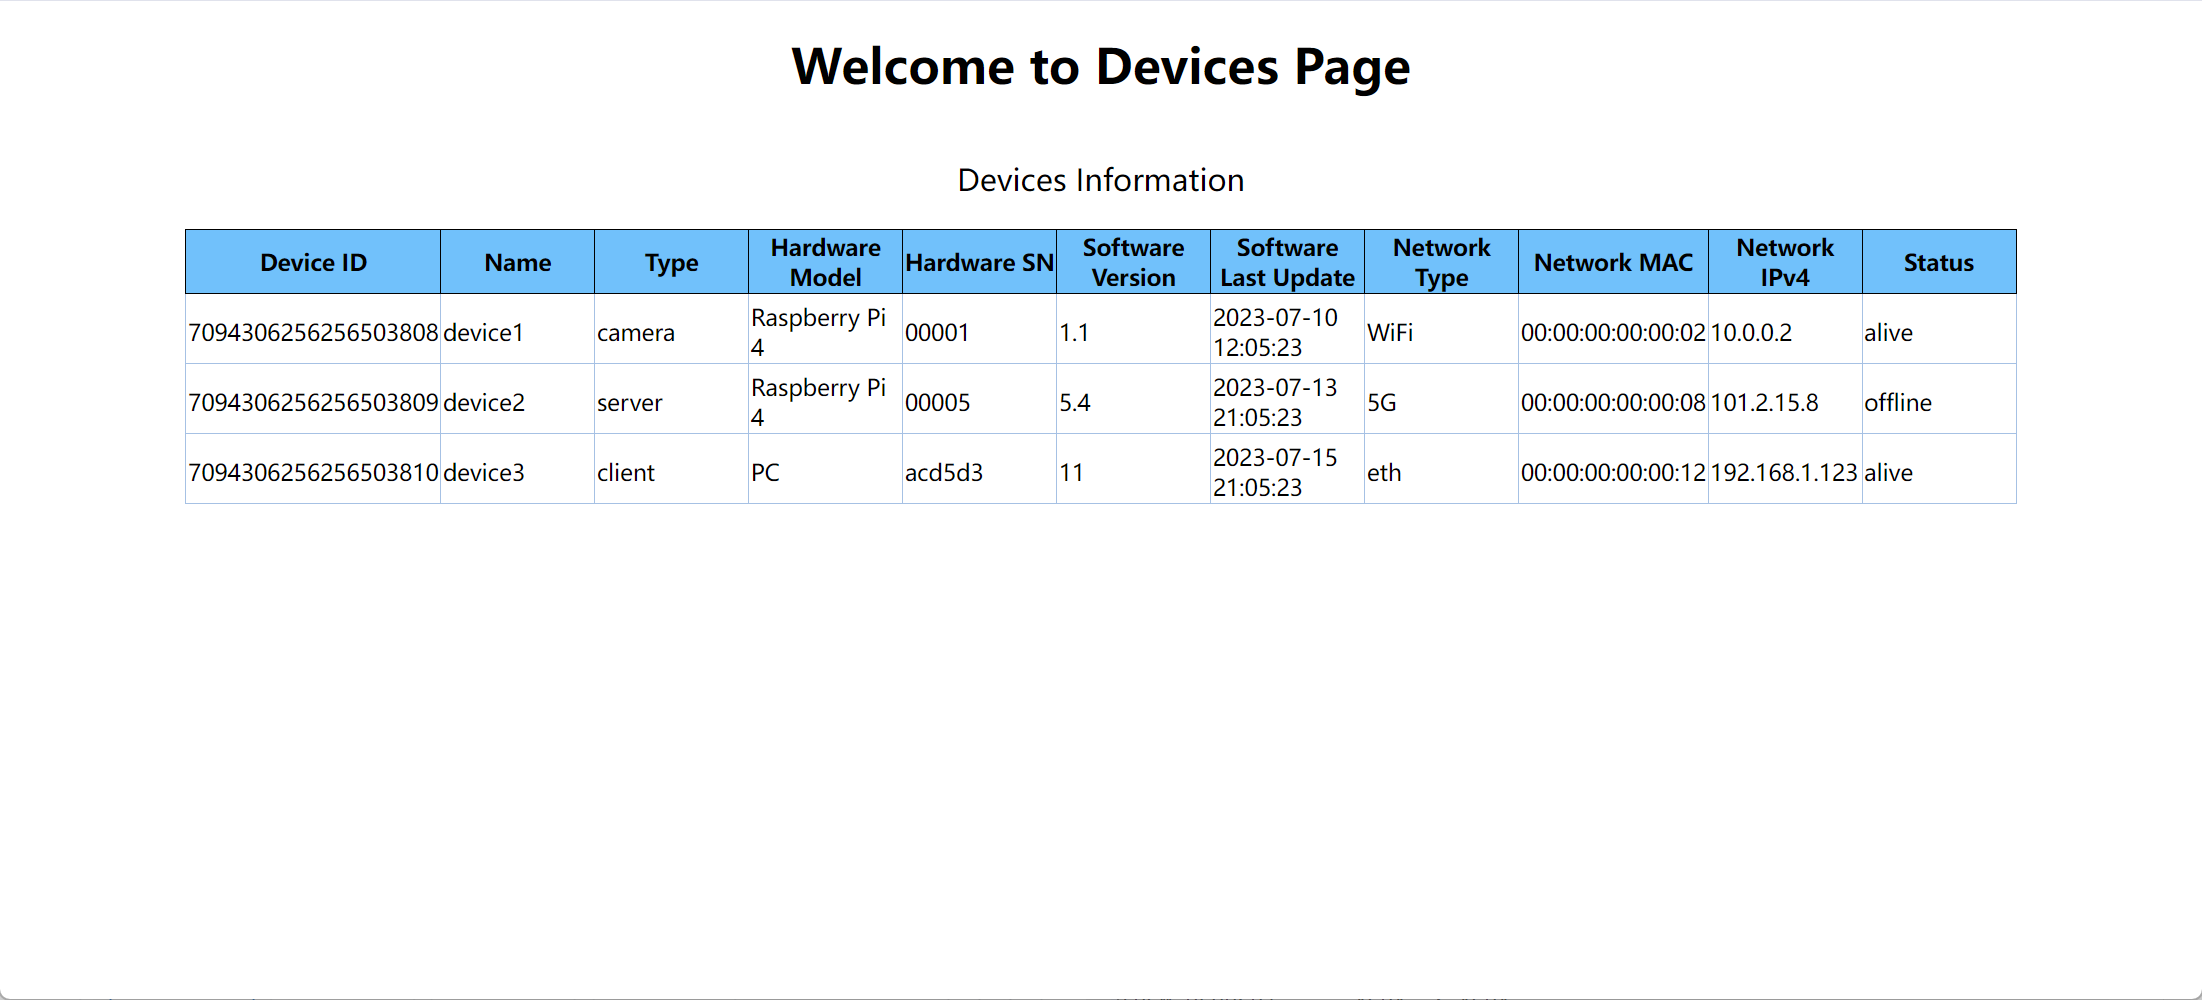 Welcome to Devices Page
Devices Information
Device ID Name Type Hardware Model Hardware SN Software Version Software Last Update Network Type Network MAC Network IPv4 Status
7094306256256503808 device1 camera Raspberry Pi 4 00001 1.1 2023-07-10 12:05:23 WiFi 00:00:00:00:00:02 10.0.0.2 alive
7094306256256503809 device2 server Raspberry Pi 4 00005 5.4 2023-07-13 21:05:23 5G 00:00:00:00:00:08 101.2.15.8 offline
7094306256256503810 device3 client PC acd5d3 11 2023-07-15 21:05:23 eth 00:00:00:00:00:12 192.168.1.123 alive